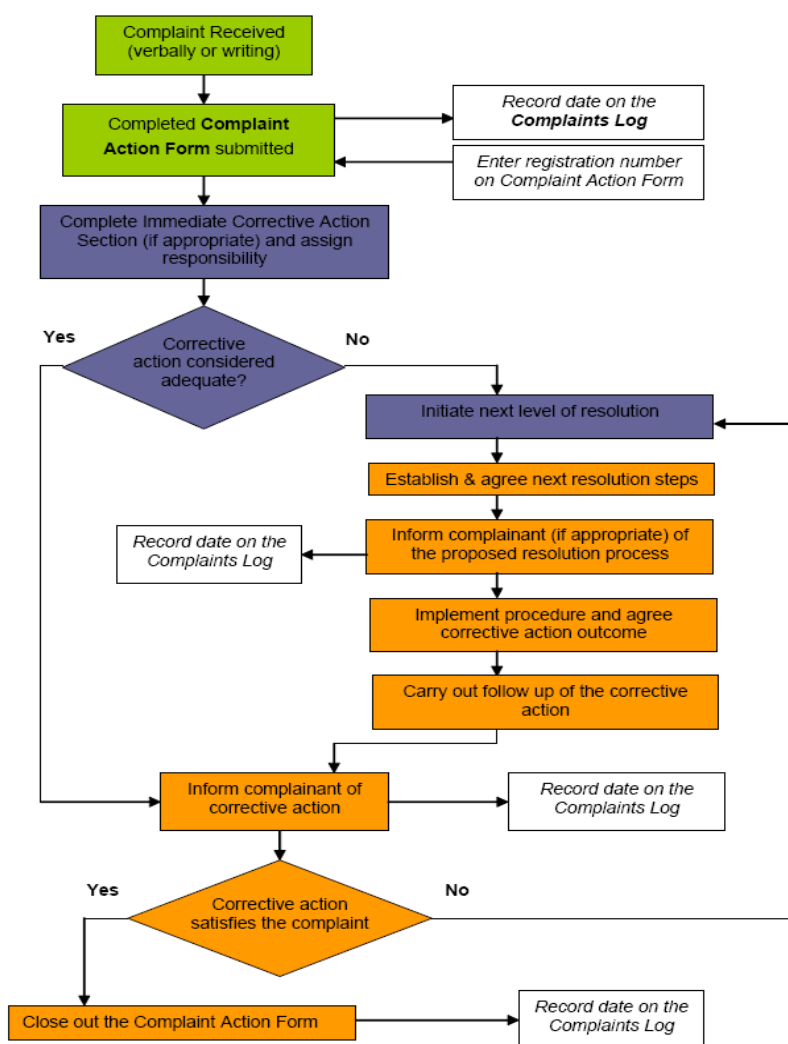 Complaint Received
(verbally or writing)
Completed Complaint
Action Form submitted
Record date on the
Complaints Log
Enter registration number
on Complaint Action Form
Complete Immediate Corrective Action
Section (if appropriate) and assign
responsibility
Yes
No
Corrective
action considered
adequate?
Initiate next level of resolution
Establish & agree next resolution steps
Inform complainant (if appropriate) of
the proposed resolution process
Record date on the
Complaints Log
Implement procedure and agree
corrective action outcome
Carry out follow up of the corrective
action
Inform complainant of
corrective action
Record date on the
Complaints Log
Yes
No
Corrective action
satisfies the complaint
Close out the Complaint Action Form
Record date on the
Complaints Log